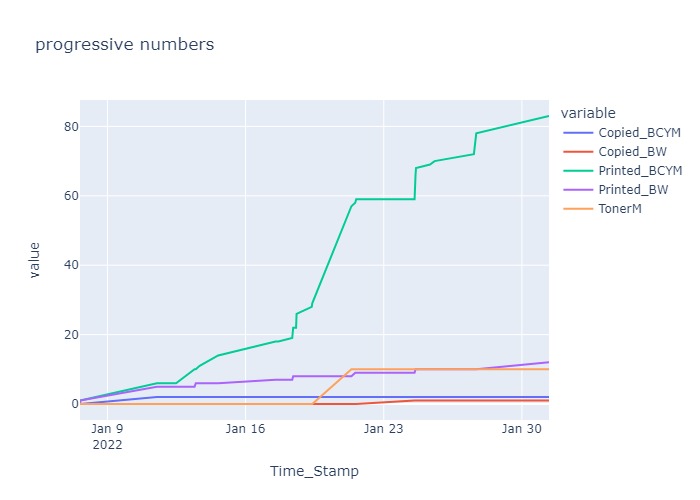 progressive numbers
variable
Copied_BCYM
Copied_BW
Printed_BCYM
Printed_BW
TonerM
value
80
60
40
20
0
Jan 9
2022
Jan 16
Jan 23
Jan 30
Time_Stamp